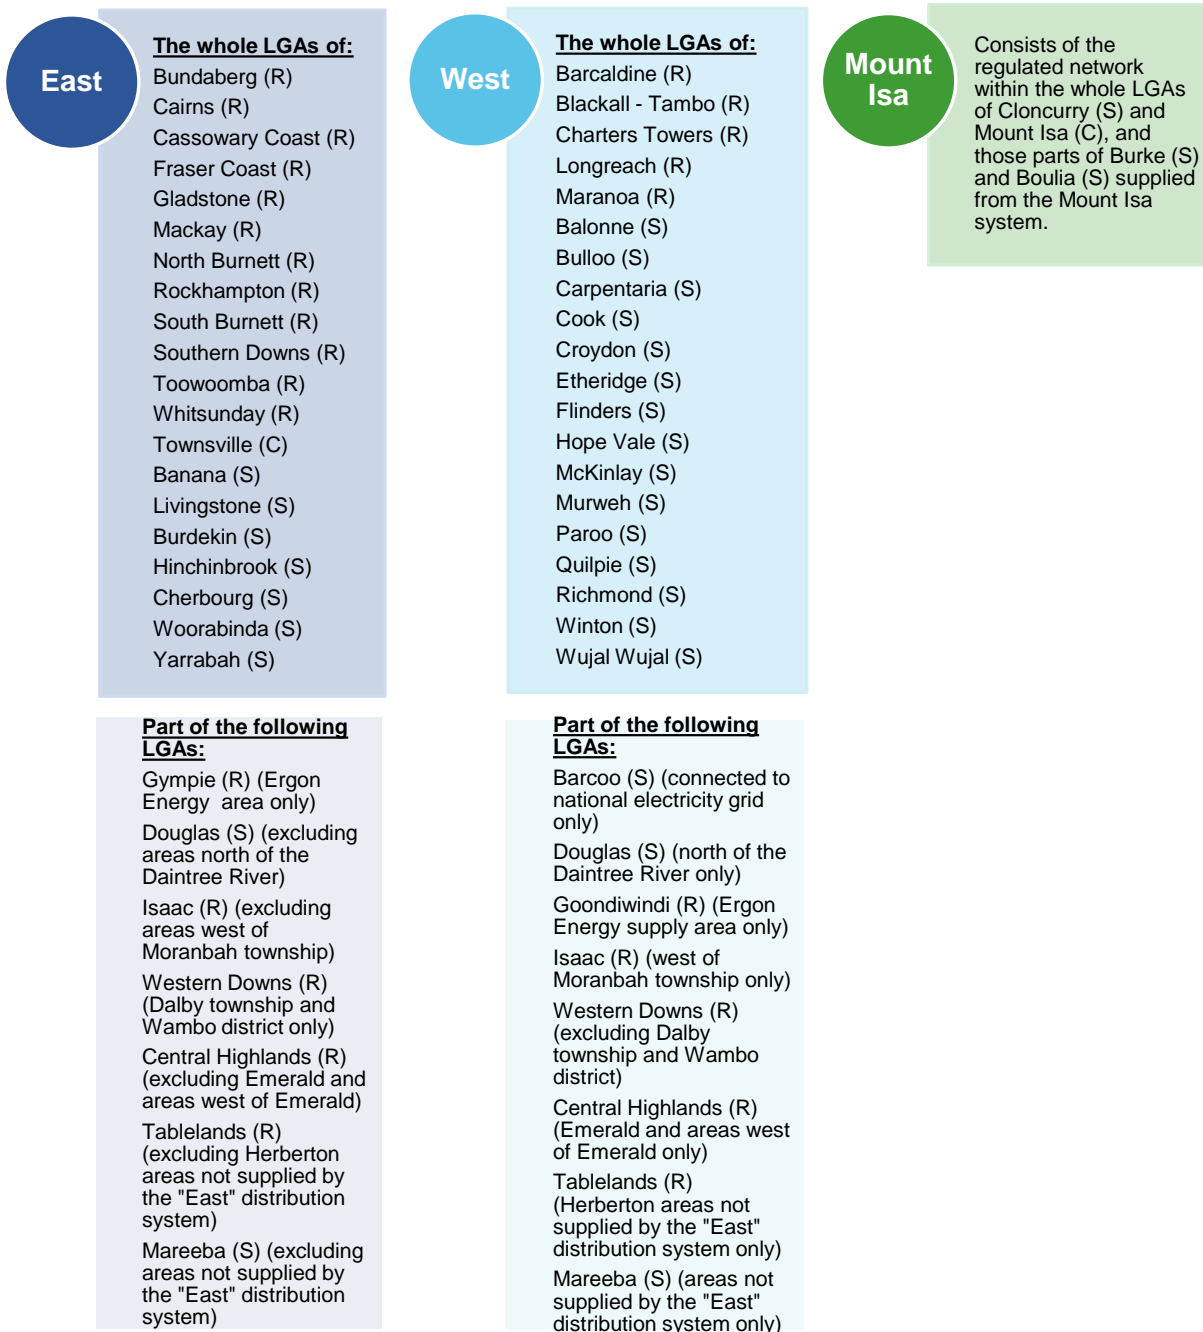 East
The whole LGAs of:
Bundaberg (R)
Cairns (R)
Cassowary Coast (R)
Fraser Coast (R)
Gladstone (R)
Mackay (R)
North Burnett (R)
Rockhampton (R)
South Burnett (R)
Southern Downs (R)
Toowoomba (R)
Whitsunday (R)
Townsville (C)
Banana (S)
Livingstone (S)
Burdekin (S)
Hinchinbrook (S)
Cherbourg (S)
Woorabinda (S)
Yarrabah (S)
Part of the following
LGAs:
Gympie (R) (Ergon
Energy area only)
Douglas (S) (excluding
areas north of the
Daintree River)
Isaac (R) (excluding
areas west of
Moranbah township)
Western Downs (R)
(Dalby township and
Wambo district only)
Central Highlands (R)
(excluding Emerald and
areas west of Emerald)
Tablelands (R)
(excluding Herberton
areas not supplied by
the "East" distribution
system)
Mareeba (S) (excluding
areas not supplied by
the "East" distribution
system)
West
The whole LGAs of:
Barcaldine (R)
Blackall - Tambo (R)
Charters Towers (R)
Longreach (R)
Maranoa (R)
Balonne (S)
Bulloo (S)
Carpentaria (S)
Cook (S)
Croydon (S)
Etheridge (S)
Flinders (S)
Hope Vale (S)
McKinlay (S)
Murweh (S)
Paroo (S)
Quilpie (S)
Richmond (S)
Winton (S)
Wujal Wujal (S)
Part of the following
LGAs:
Barcoo (S) (connected to
national electricity grid
only)
Douglas (S) (north of the
Daintree River only)
Goondiwindi (R) (Ergon
Energy supply area only)
Isaac (R) (west of
Moranbah township only)
Western Downs (R)
(excluding Dalby
township and Wambo
district)
Central Highlands (R)
(Emerald and areas west
of Emerald only)
Tablelands (R)
(Herberton areas not
supplied by the "East"
distribution system only)
Mareeba (S) (areas not
supplied by the "East"
distribution system only)
Mount
Isa
Consists of the
regulated network
within the whole LGAs
of Cloncurry (S) and
Mount Isa (C), and
those parts of Burke (S)
and Boulia (S) supplied
from the Mount Isa
system.